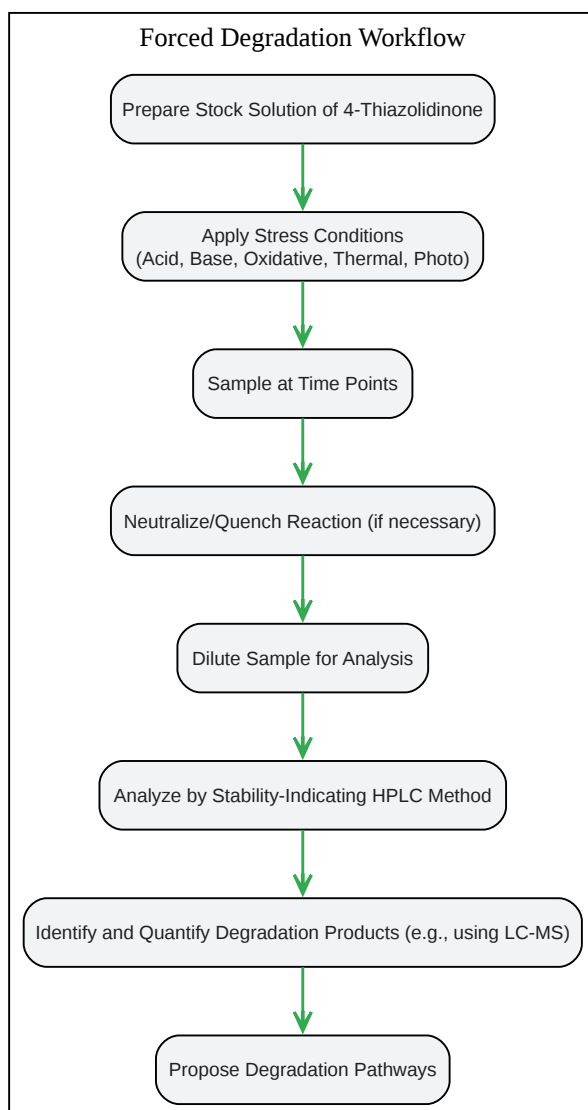 Forced Degradation Workflow
Prepare Stock Solution of 4-Thiazolidinone
Apply Stress Conditions
(Acid, Base, Oxidative, Thermal, Photo)
Sample at Time Points
Neutralize/Quench Reaction (if necessary)
Dilute Sample for Analysis
Analyze by Stability-Indicating HPLC Method
Identify and Quantify Degradation Products (e.g., using LC-MS)
Propose Degradation Pathways